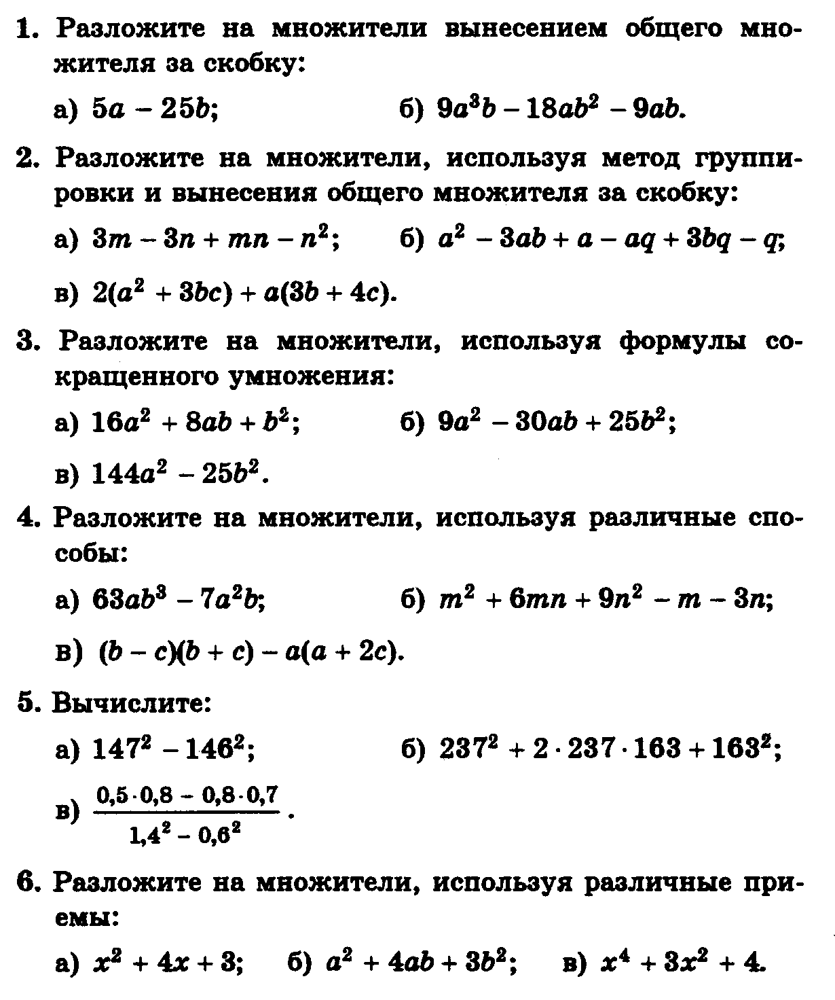 1. Разложите на множители вынесением общего мно-
жителя за скобку:
а) 5a − 25b; б) 9a³b − 18ab² − 9ab.
2. Разложите на множители, используя метод группи-
ровки и вынесения общего множителя за скобку:
а) 3m − 3n + mn − n²; б) a² − 3ab + a − aq + 3bq − q;
в) 2(a² + 3bc) + a(3b + 4c).
3. Разложите на множители, используя формулы со-
кращенного умножения:
а) 16a² + 8ab + b²; б) 9a² − 30ab + 25b²;
в) 144a² − 25b².
4. Разложите на множители, используя различные спо-
собы:
а) 63ab³ − 7a²b; б) m² + 6mn + 9n² − m − 3n;
в) (b − c)(b + c) − a(a + 2c).
5. Вычислите:
а) 147² − 146²; б) 237² + 2 · 237 · 163 + 163²;
0,5 · 0,8 − 0,8 · 0,7
в) .
1,4² − 0,6²
6. Разложите на множители, используя различные при-
емы:
а) x² + 4x + 3; б) a² + 4ab + 3b²; в) x⁴ + 3x² + 4.